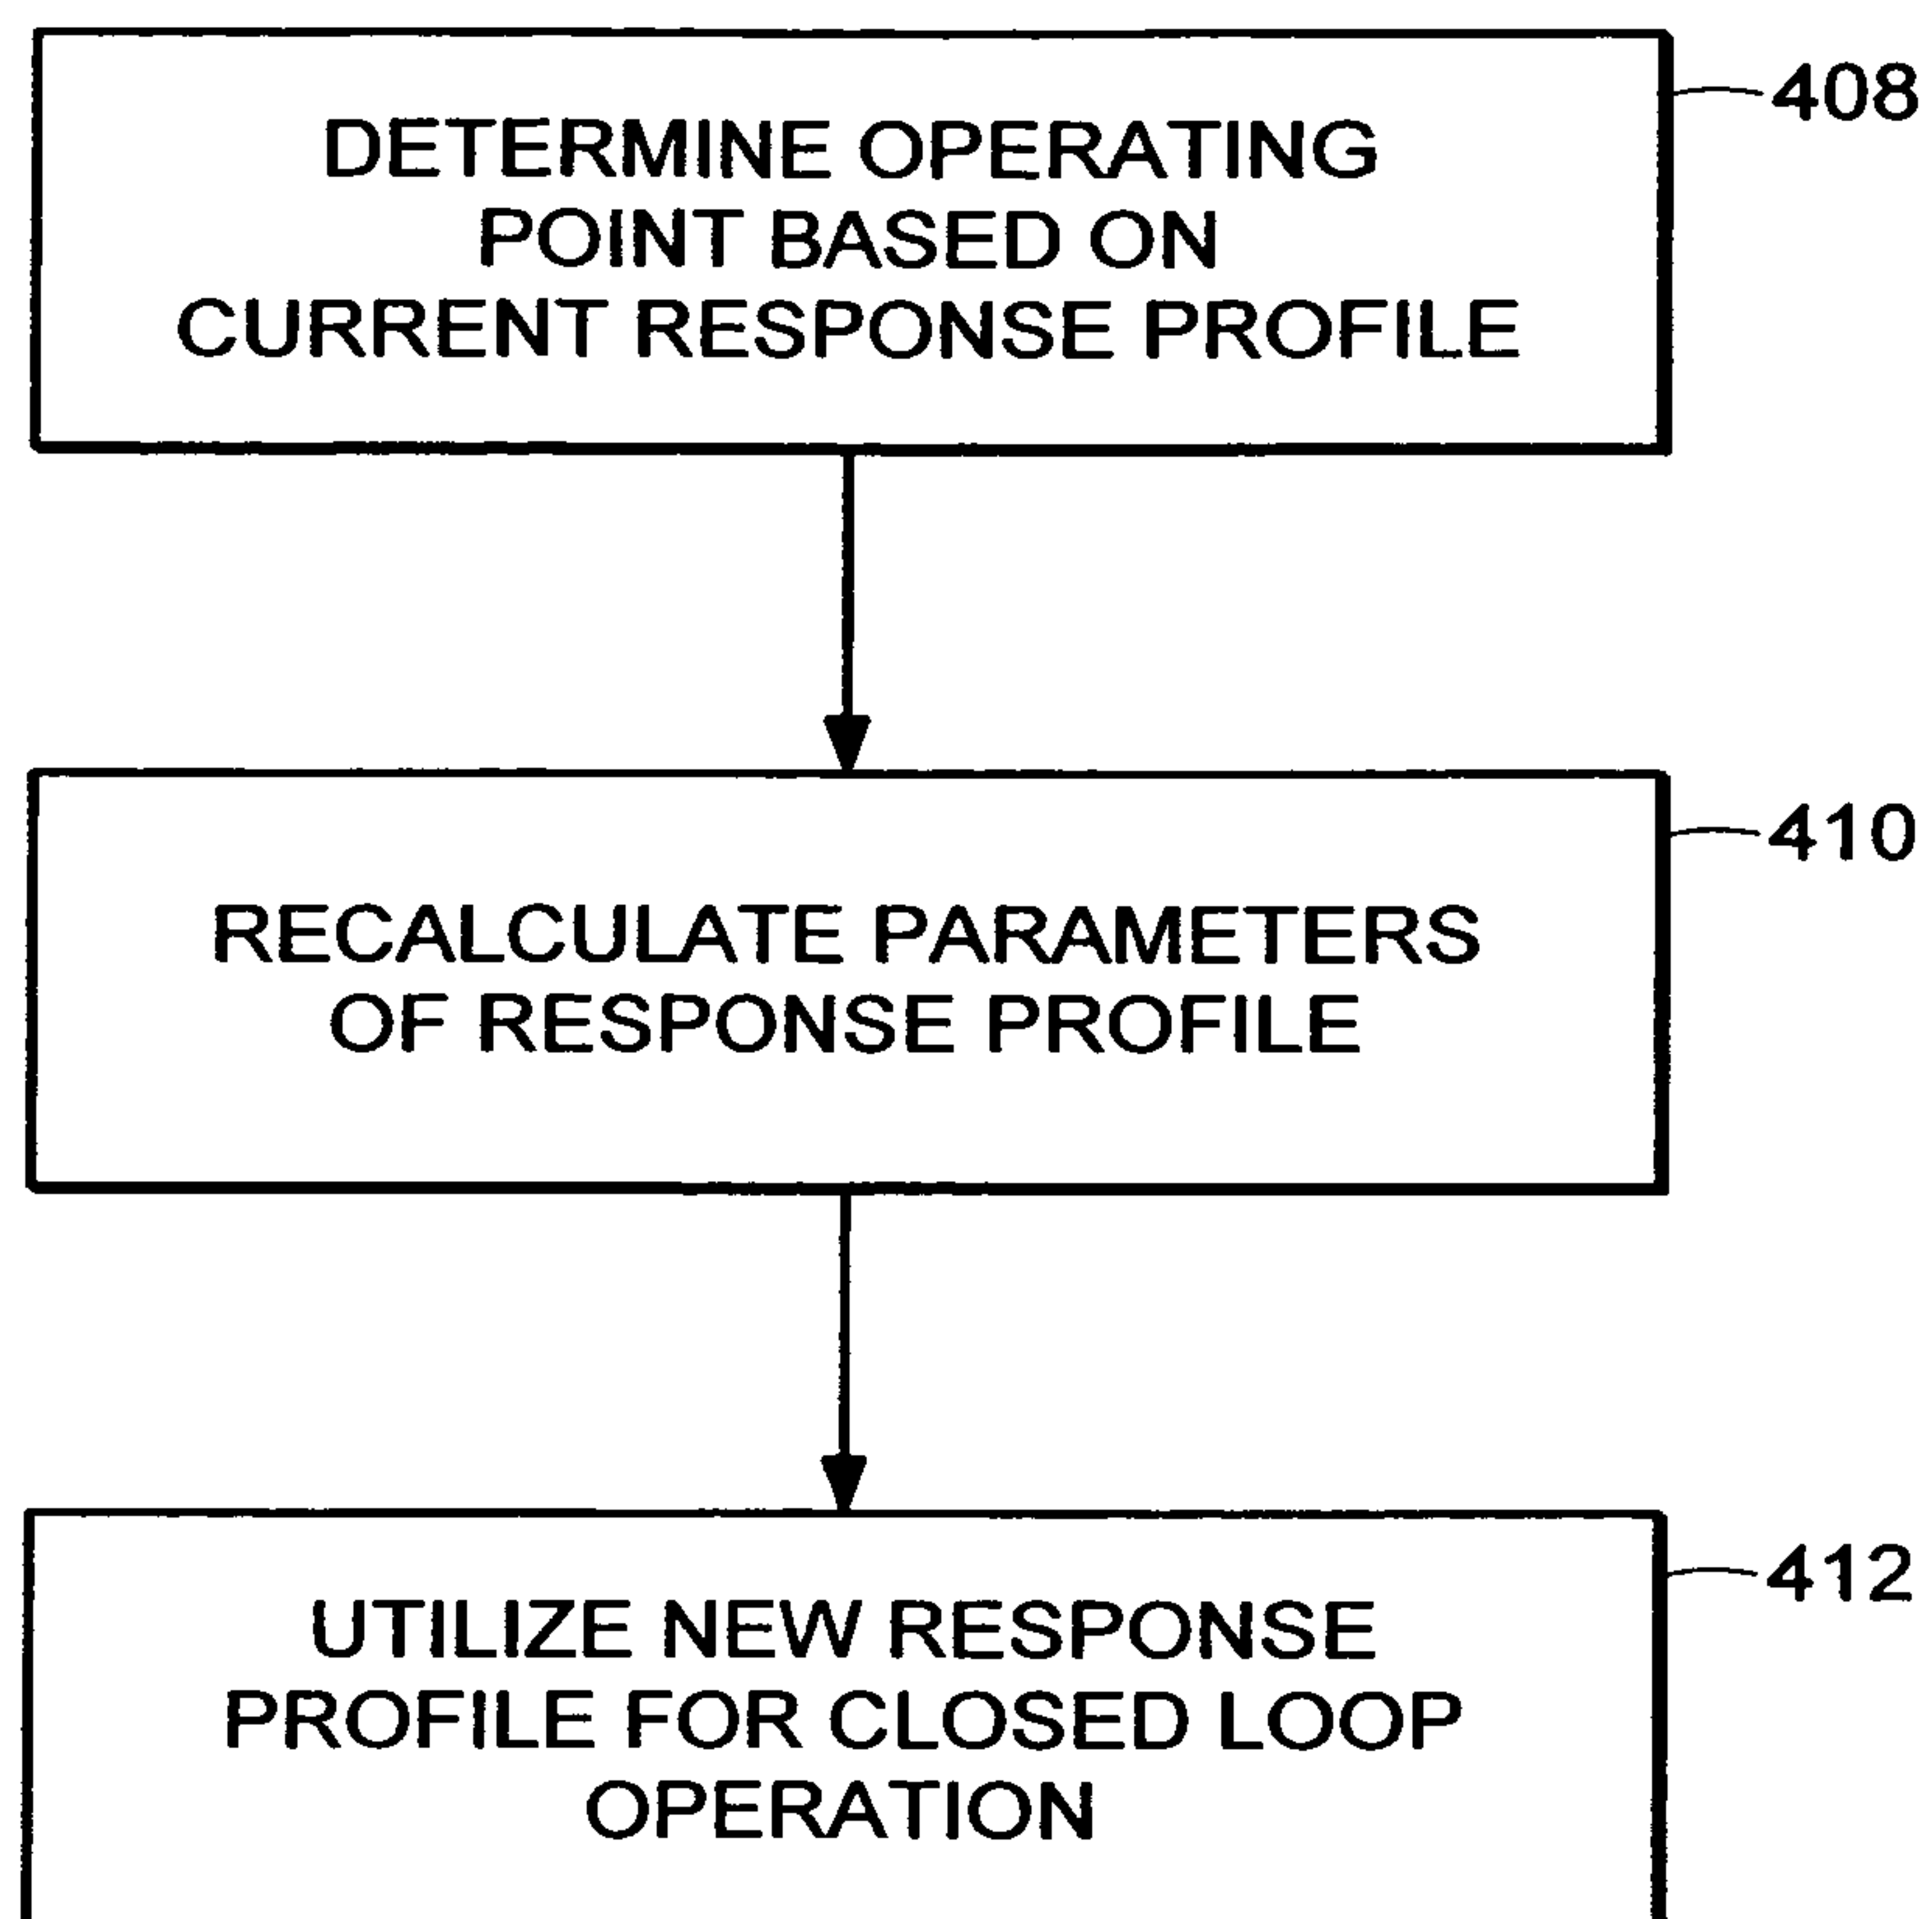 408
DETERMINE OPERATING
POINT BASED ON
CURRENT RESPONSE PROFILE
410
RECALCULATE PARAMETERS
OF RESPONSE PROFILE
412
UTILIZE NEW RESPONSE
PROFILE FOR CLOSED LOOP
OPERATION